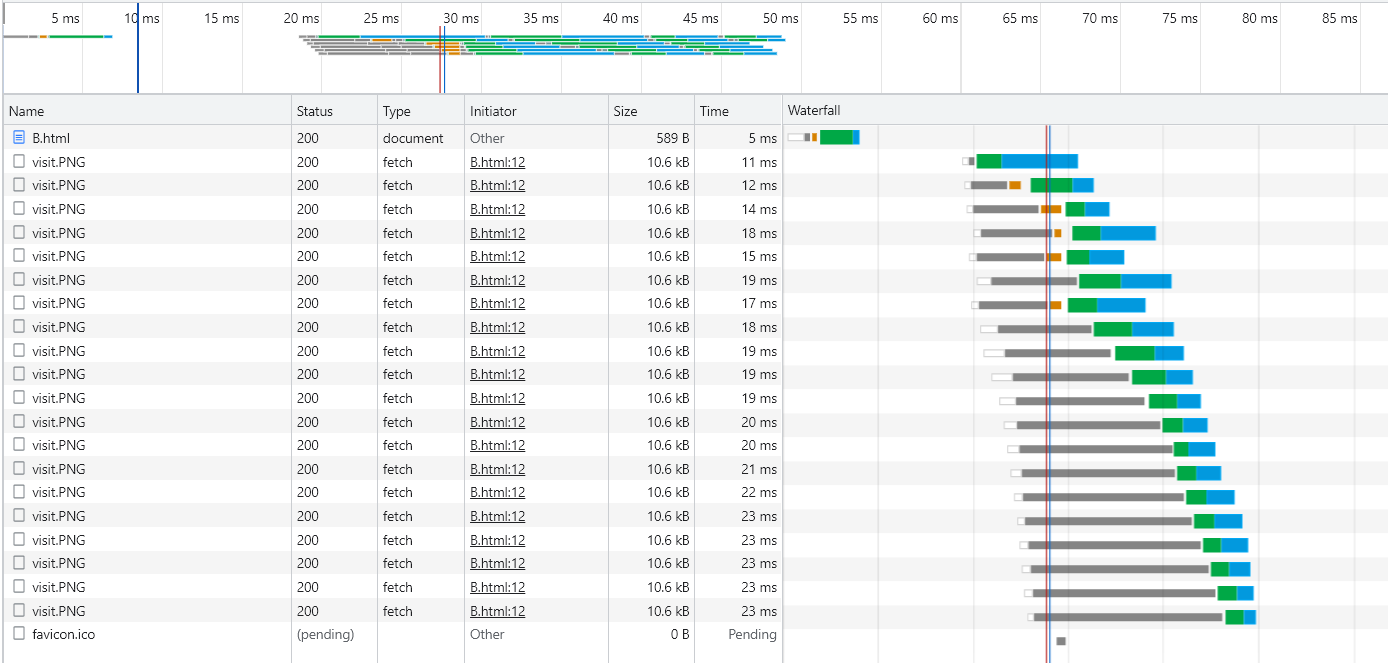 5 ms 10 ms 15 ms 20 ms 25 ms 30 ms 35 ms 40 ms 45 ms 50 ms 55 ms 60 ms 65 ms 70 ms 75 ms 80 ms 85 ms
Name Status Type Initiator Size Time Waterfall
B.html 200 document Other 589 B 5 ms
visit.PNG 200 fetch B.html:12 10.6 kB 11 ms
visit.PNG 200 fetch B.html:12 10.6 kB 12 ms
visit.PNG 200 fetch B.html:12 10.6 kB 14 ms
visit.PNG 200 fetch B.html:12 10.6 kB 18 ms
visit.PNG 200 fetch B.html:12 10.6 kB 15 ms
visit.PNG 200 fetch B.html:12 10.6 kB 19 ms
visit.PNG 200 fetch B.html:12 10.6 kB 17 ms
visit.PNG 200 fetch B.html:12 10.6 kB 18 ms
visit.PNG 200 fetch B.html:12 10.6 kB 19 ms
visit.PNG 200 fetch B.html:12 10.6 kB 19 ms
visit.PNG 200 fetch B.html:12 10.6 kB 19 ms
visit.PNG 200 fetch B.html:12 10.6 kB 20 ms
visit.PNG 200 fetch B.html:12 10.6 kB 20 ms
visit.PNG 200 fetch B.html:12 10.6 kB 21 ms
visit.PNG 200 fetch B.html:12 10.6 kB 22 ms
visit.PNG 200 fetch B.html:12 10.6 kB 23 ms
visit.PNG 200 fetch B.html:12 10.6 kB 23 ms
visit.PNG 200 fetch B.html:12 10.6 kB 23 ms
visit.PNG 200 fetch B.html:12 10.6 kB 23 ms
visit.PNG 200 fetch B.html:12 10.6 kB 23 ms
favicon.ico (pending) Other 0 B Pending